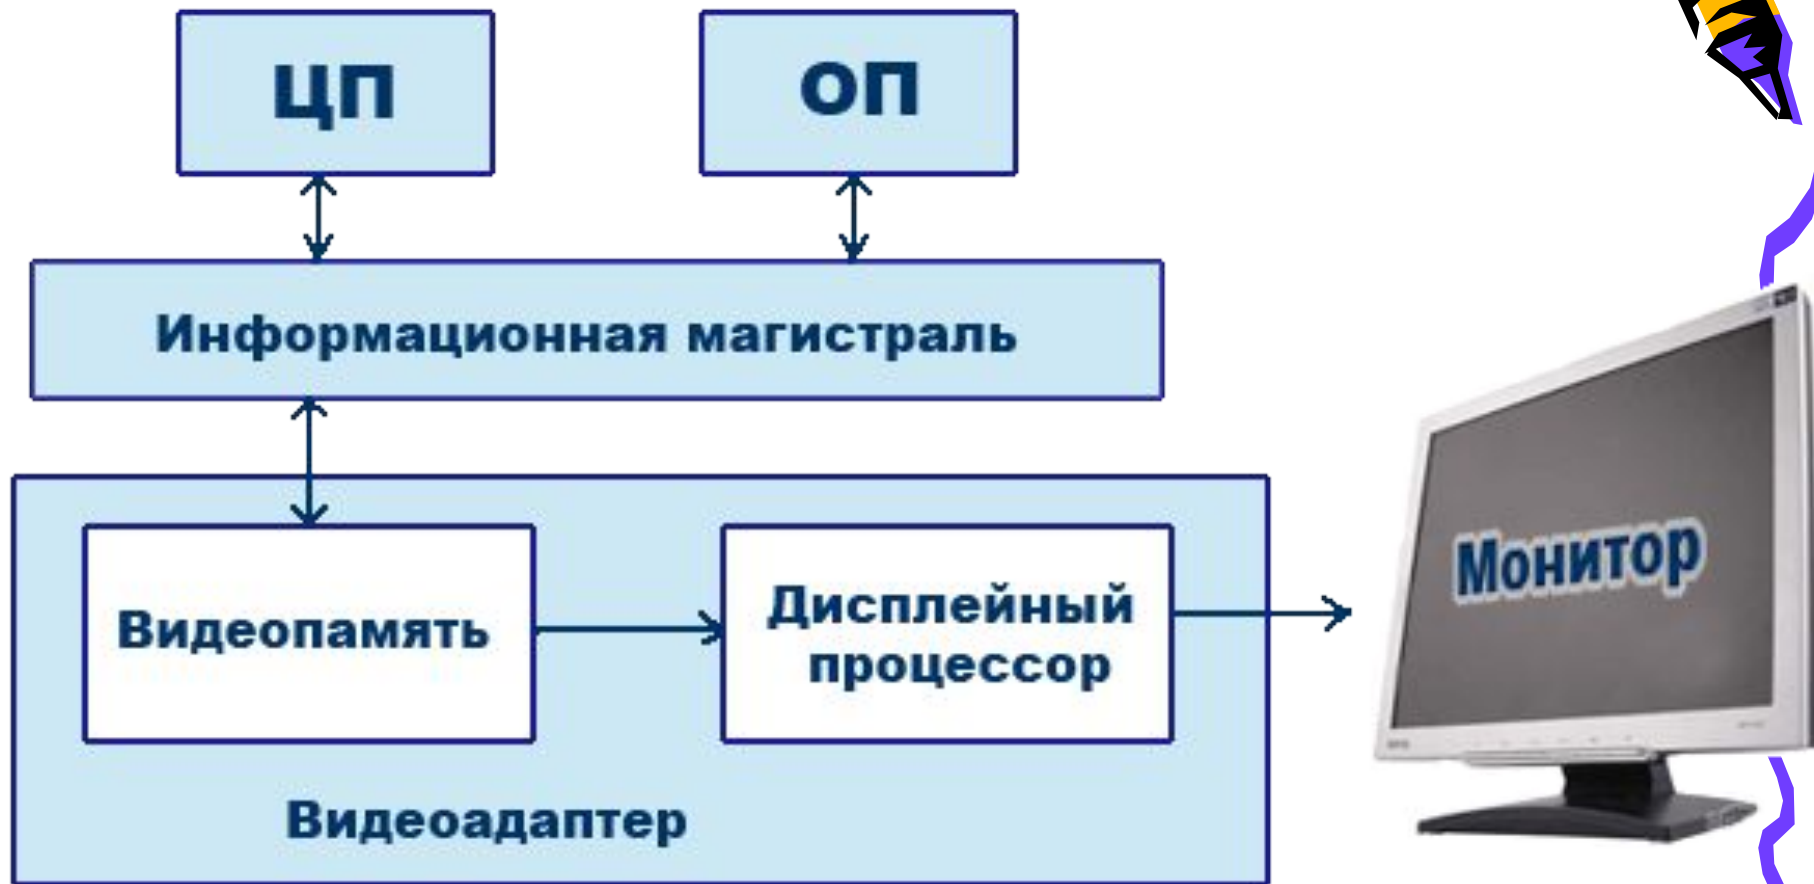 ЦП
ОП
Информационная магистраль
Видеопамять
Дисплейный
процессор
Видеоадаптер
Монитор